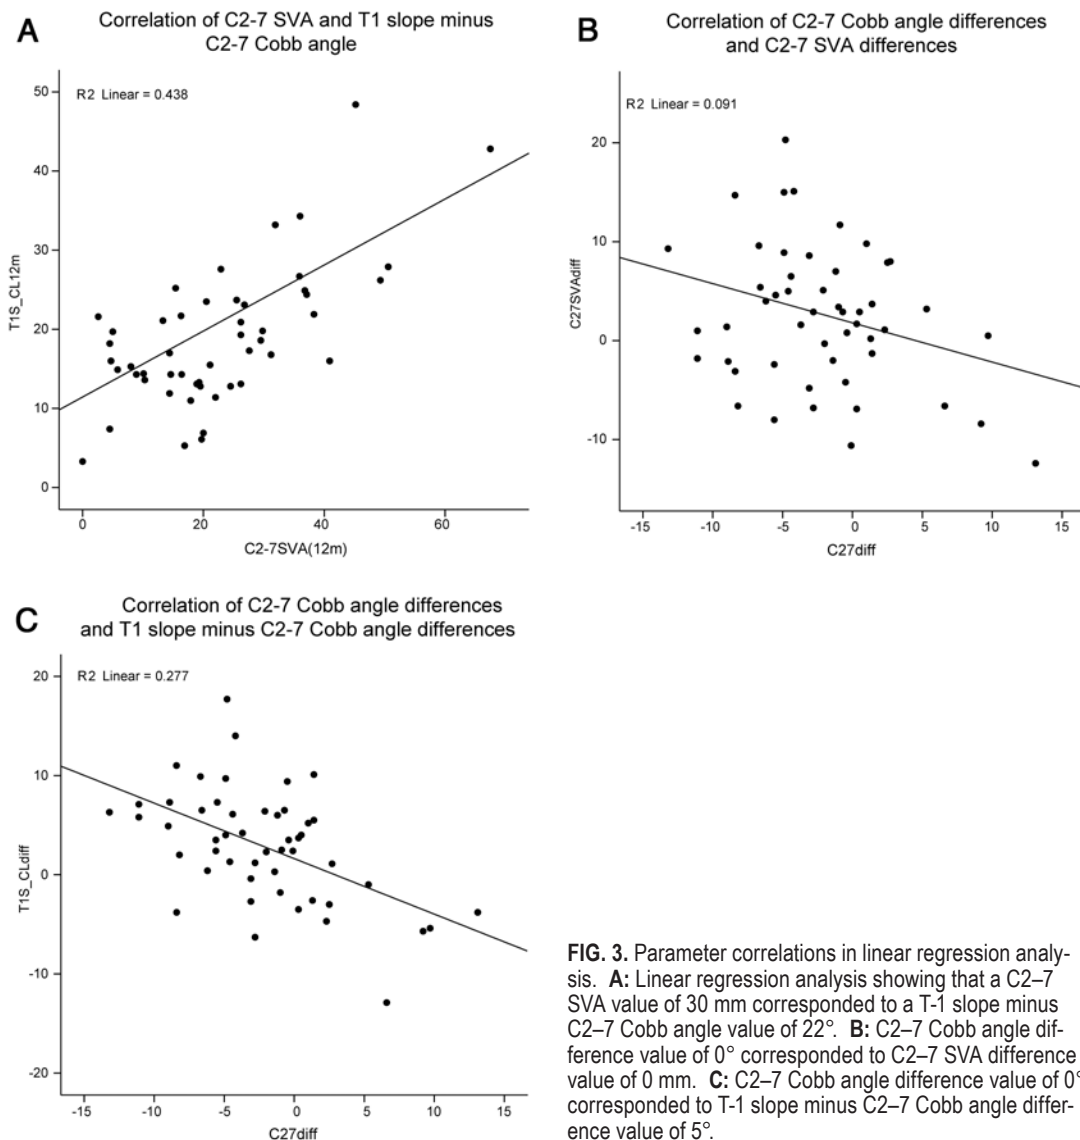 A
Correlation of C2-7 SVA and T1 slope minus
C2-7 Cobb angle
R2 Linear = 0.438
T1S_CL12m
50
40
30
20
10
0
0 20 40 60
C2-7SVA(12m)
B
Correlation of C2-7 Cobb angle differences
and C2-7 SVA differences
R2 Linear = 0.091
C27SVAdiff
20
10
0
-10
-15 -10 -5 0 5 10 15
C27diff
C
Correlation of C2-7 Cobb angle differences
and T1 slope minus C2-7 Cobb angle differences
R2 Linear = 0.277
T1S_CLdiff
20
10
0
-10
-20
-15 -10 -5 0 5 10 15
C27diff
FIG. 3. Parameter correlations in linear regression analy-
sis. A: Linear regression analysis showing that a C2–7
SVA value of 30 mm corresponded to a T-1 slope minus
C2–7 Cobb angle value of 22°. B: C2–7 Cobb angle dif-
ference value of 0° corresponded to C2–7 SVA difference
value of 0 mm. C: C2–7 Cobb angle difference value of 0°
corresponded to T-1 slope minus C2–7 Cobb angle differ-
ence value of 5°.